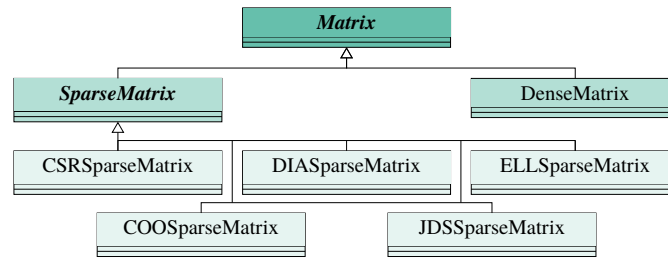 Matrix
SparseMatrix
DenseMatrix
CSRSparseMatrix
DIASparseMatrix
ELLSparseMatrix
COOSparseMatrix
JDSSparseMatrix